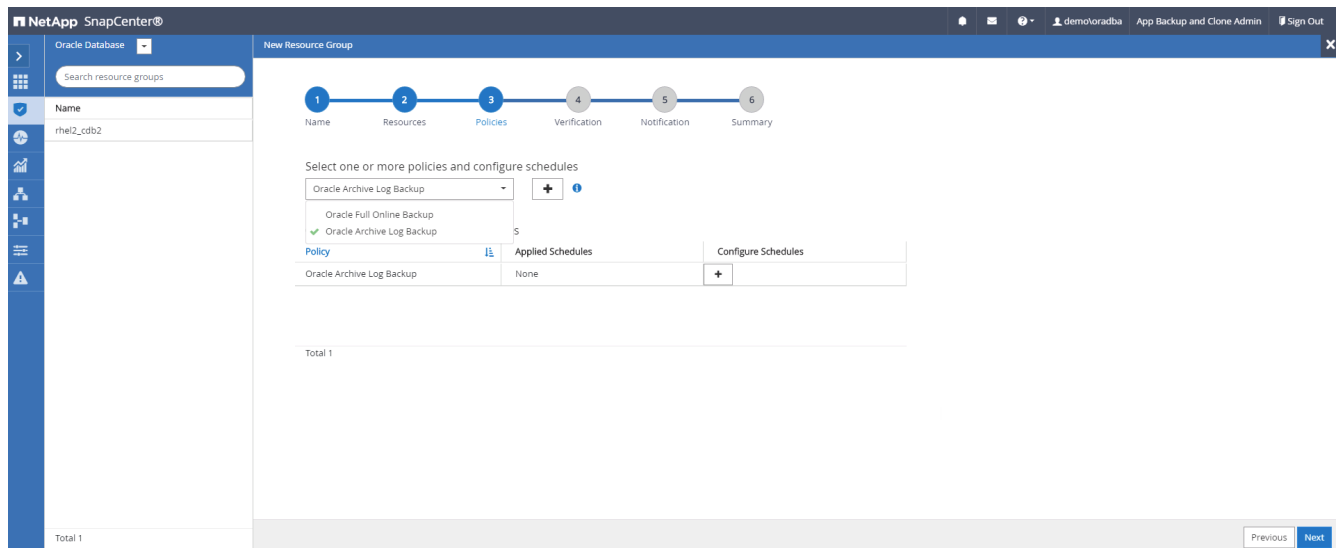 NetApp SnapCenter®
demo\oradba App Backup and Clone Admin Sign Out
Oracle Database
New Resource Group
Search resource groups
Name
rhel2_cdb2
1 2 3 4 5 6
Name Resources Policies Verification Notification Summary
Select one or more policies and configure schedules
Oracle Archive Log Backup
Oracle Full Online Backup
Oracle Archive Log Backup
s
Policy Applied Schedules Configure Schedules
Oracle Archive Log Backup None
Total 1
Total 1
Previous Next